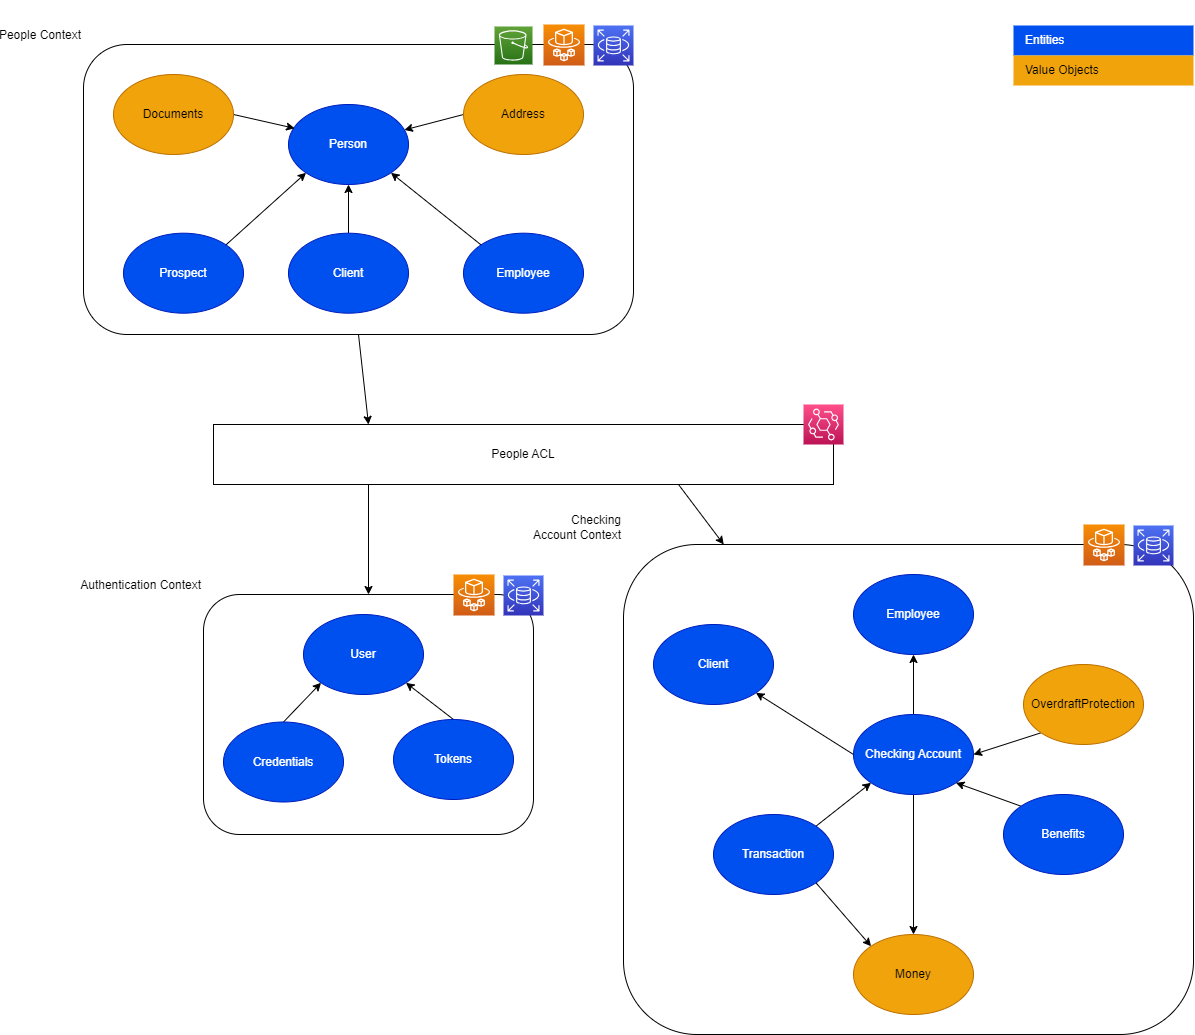 People Context
Entities
Value Objects
Documents
Address
Person
Prospect
Client
Employee
People ACL
Checking
Account Context
Authentication Context
User
Credentials
Tokens
Employee
Client
OverdraftProtection
Checking Account
Benefits
Transaction
Money